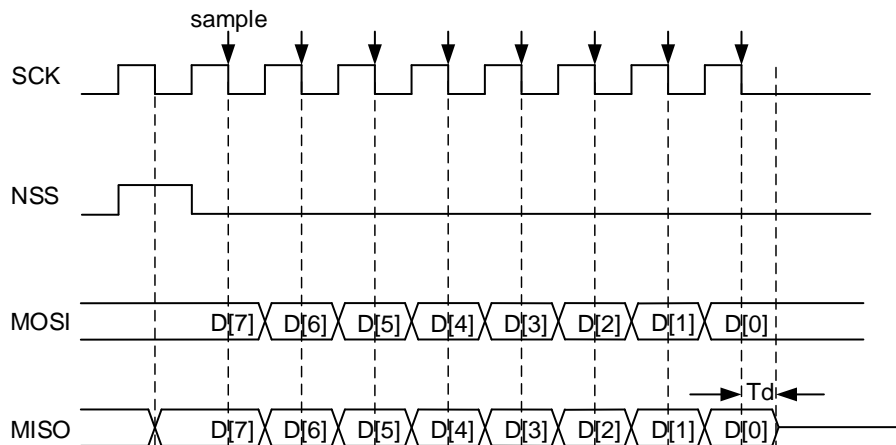 sample
SCK
NSS
MOSI D[7] D[6] D[5] D[4] D[3] D[2] D[1] D[0]
Td
MISO D[7] D[6] D[5] D[4] D[3] D[2] D[1] D[0]